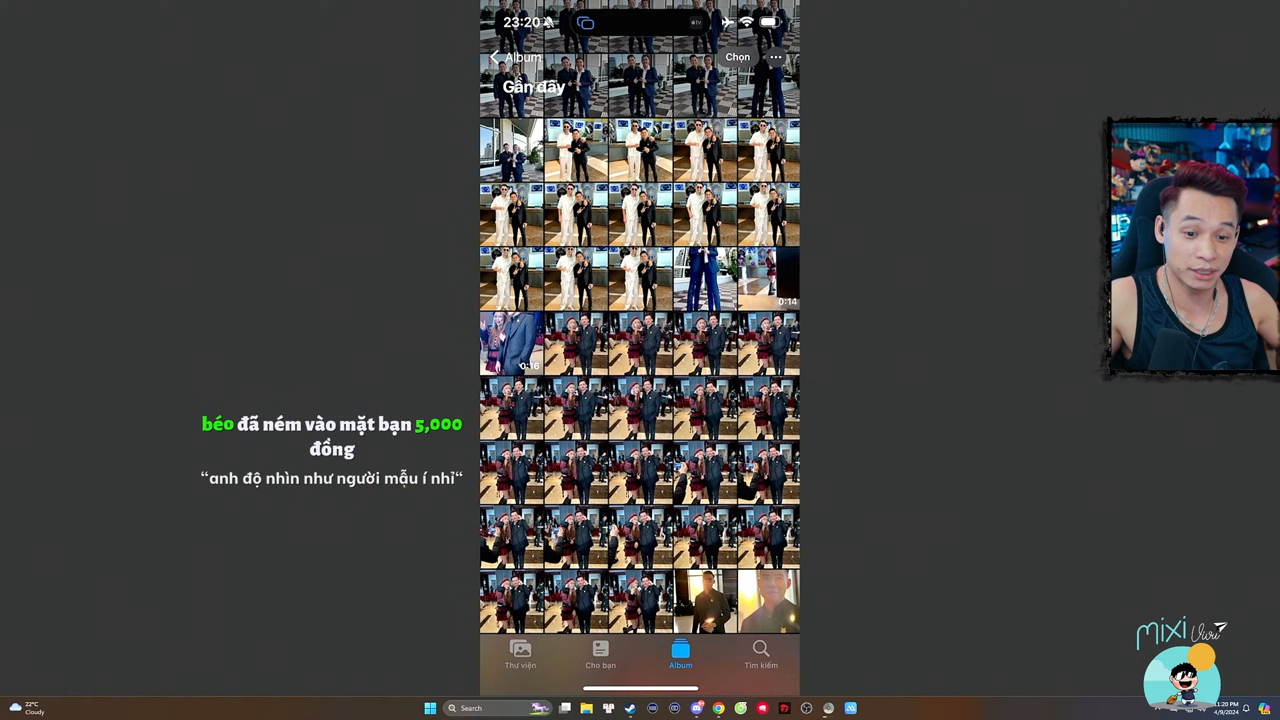 23:20
Album
Chọn
Gần đây
0:14
0:16
béo đã ném vào mặt bạn 5,000
đồng
“anh độ nhìn như người mẫu í nhỉ“
Thư viện
Cho bạn
Album
Tìm kiếm
mixi
22°C
Cloudy
Search
11:20 PM
4/9/2024